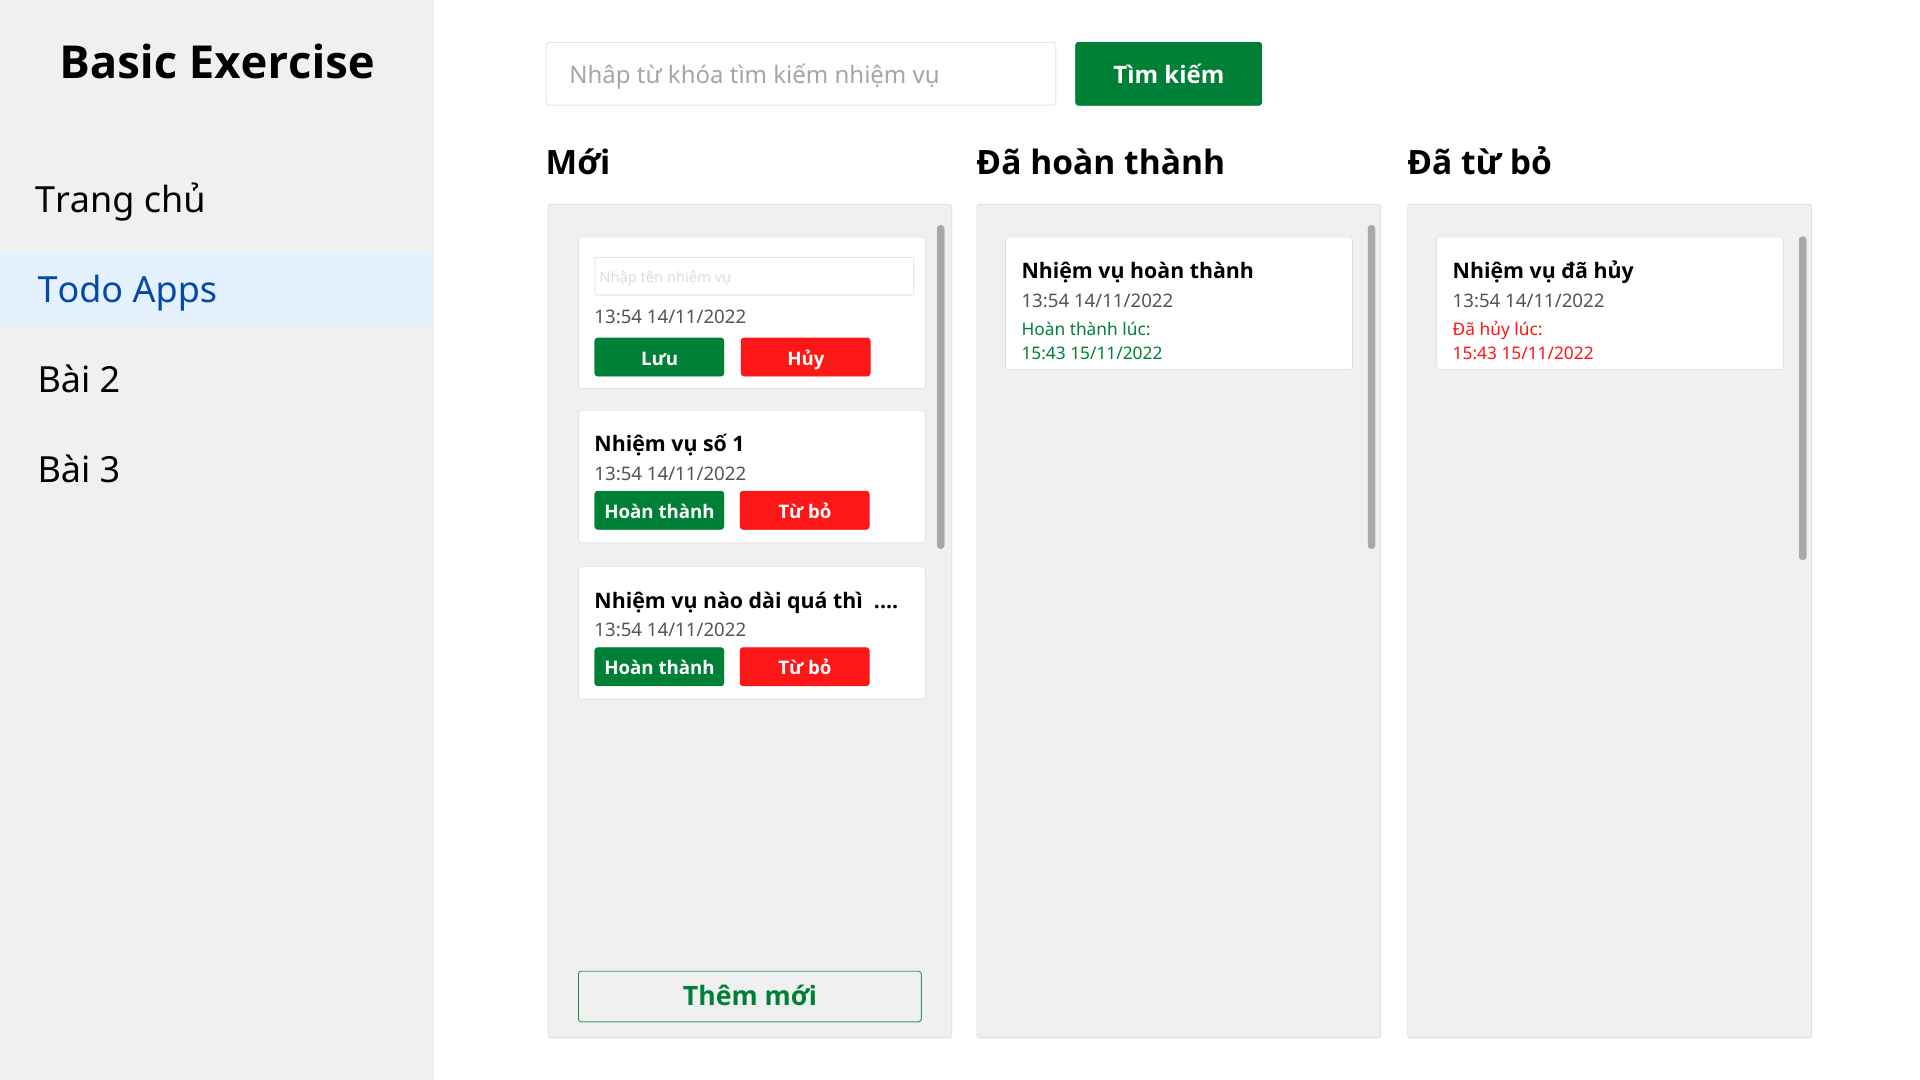 Basic Exercise
Trang chủ
Todo Apps
Bài 2
Bài 3
Nhâp từ khóa tìm kiếm nhiệm vụ
Tìm kiếm
Mới
Nhập tên nhiệm vụ
13:54 14/11/2022
Lưu
Hủy
Nhiệm vụ số 1
13:54 14/11/2022
Hoàn thành
Từ bỏ
Nhiệm vụ nào dài quá thì ....
13:54 14/11/2022
Hoàn thành
Từ bỏ
Thêm mới
Đã hoàn thành
Nhiệm vụ hoàn thành
13:54 14/11/2022
Hoàn thành lúc:
15:43 15/11/2022
Đã từ bỏ
Nhiệm vụ đã hủy
13:54 14/11/2022
Đã hủy lúc:
15:43 15/11/2022